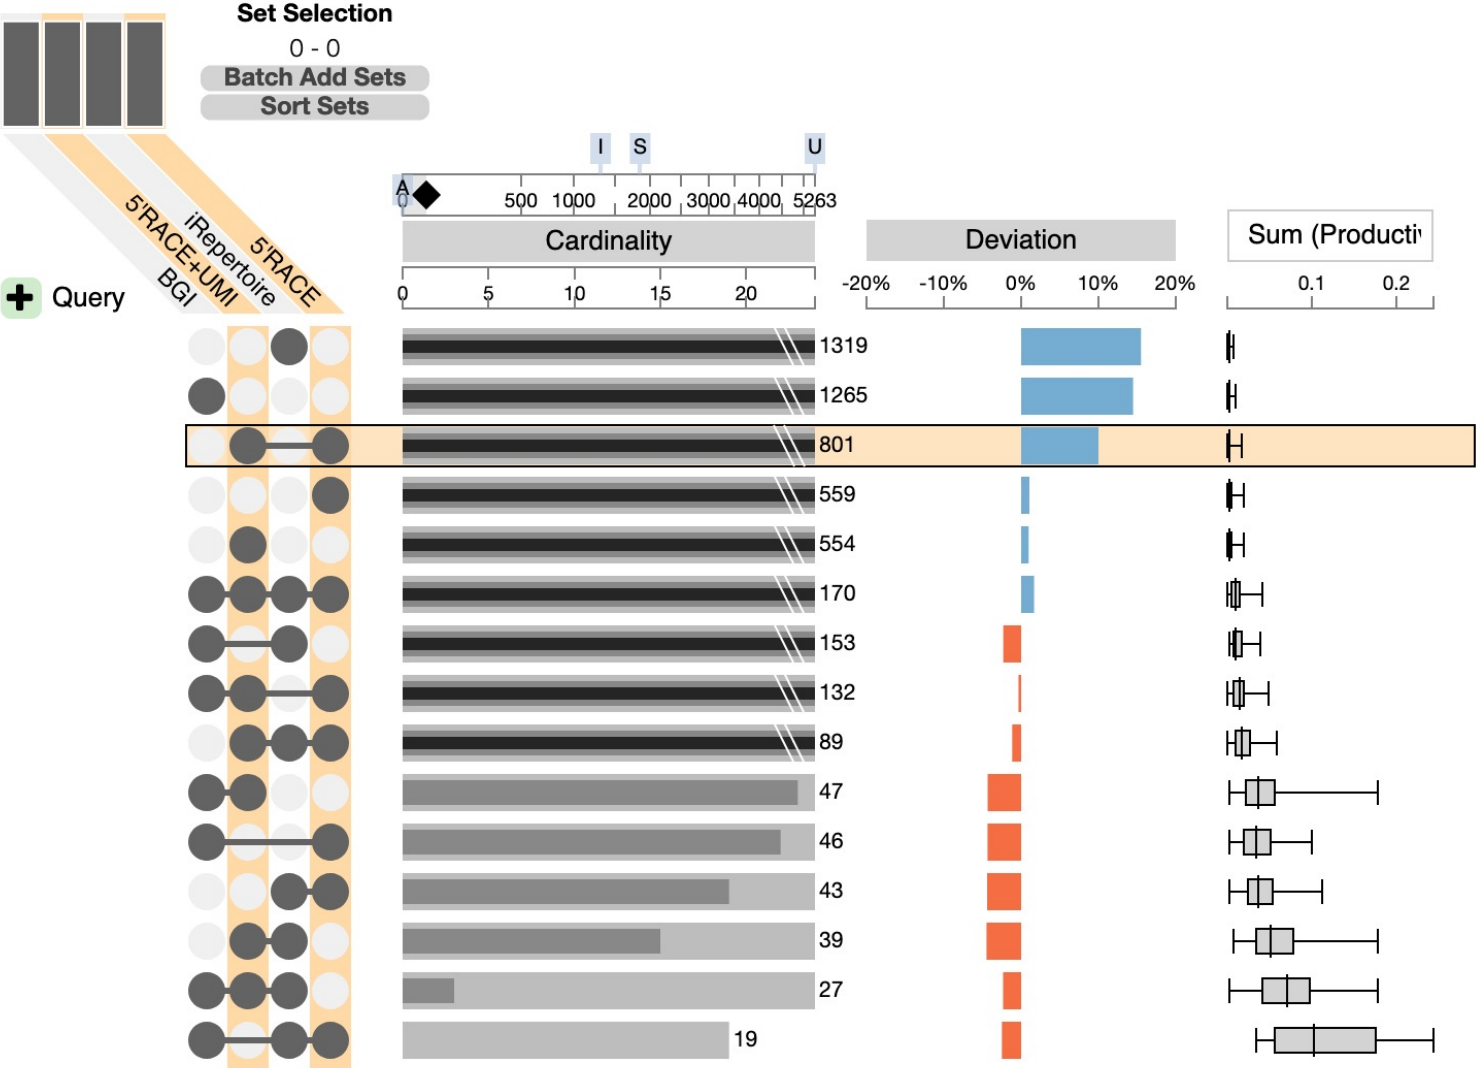 Set Selection
0 - 0
Batch Add Sets
Sort Sets
I S U
A
0 500 1000 2000 3000 4000 5263
Cardinality Deviation Sum (Producti
BGI
5'RACE+UMI
iRepertoire
5'RACE
Query
0 5 10 15 20
-20% -10% 0% 10% 20%
0.1 0.2
1319
1265
801
559
554
170
153
132
89
47
46
43
39
27
19